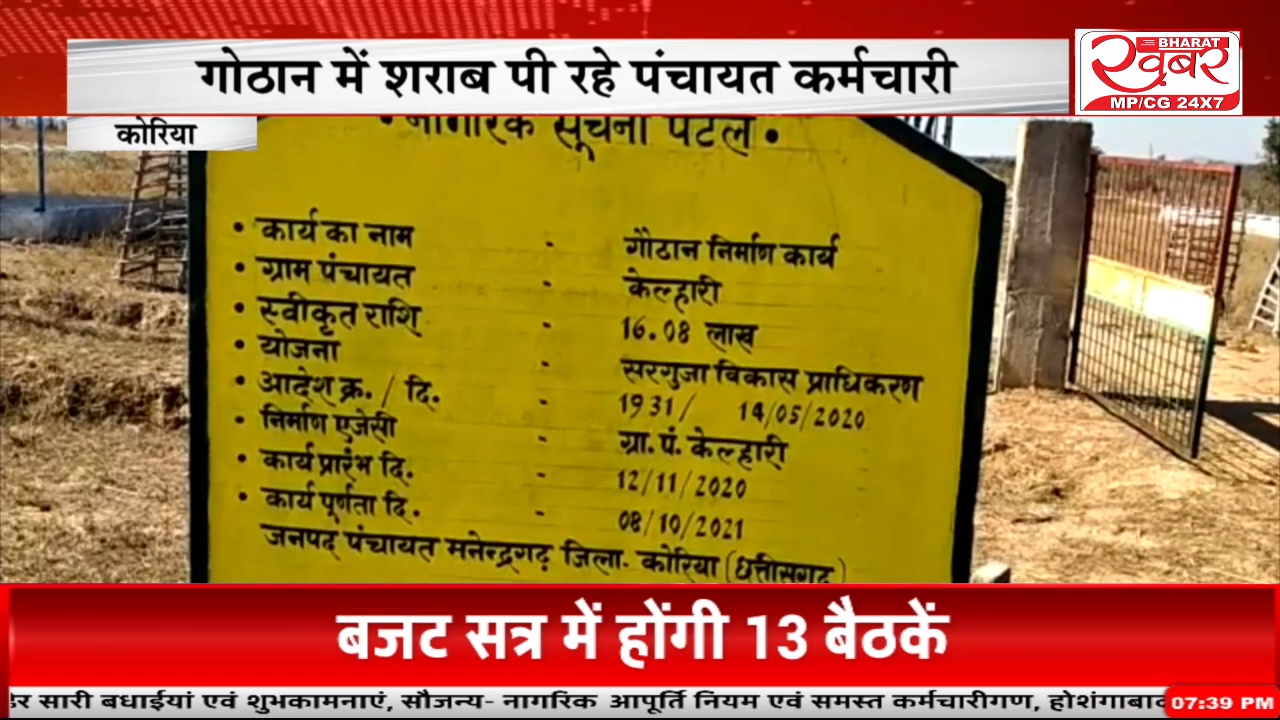 गोठान में शराब पी रहे पंचायत कर्मचारी
BHARAT
ख़बर
MP/CG 24X7
कोरिया
• नागरिक सूचना पटल •
• कार्य का नाम - गौठान निर्माण कार्य
• ग्राम पंचायत - केल्हारी
• स्वीकृत राशि - 16.08 लाख
• योजना - सरगुजा विकास प्राधिकरण
• आदेश क्र. / दि. - 1931/ 14/05/2020
• निर्माण एजेसी - ग्रा.पं. केल्हारी
• कार्य प्रारंभ दि. - 12/11/2020
• कार्य पूर्णता दि. - 08/10/2021
जनपद पंचायत मनेन्द्रगढ़ जिला- कोरिया (छत्तीसगढ़)
बजट सत्र में होंगी 13 बैठकें
सारी बधाईयां एवं शुभकामनाएं, सौजन्य- नागरिक आपूर्ति नियम एवं समस्त कर्मचारीगण, होशंगाबाद
07:39 PM